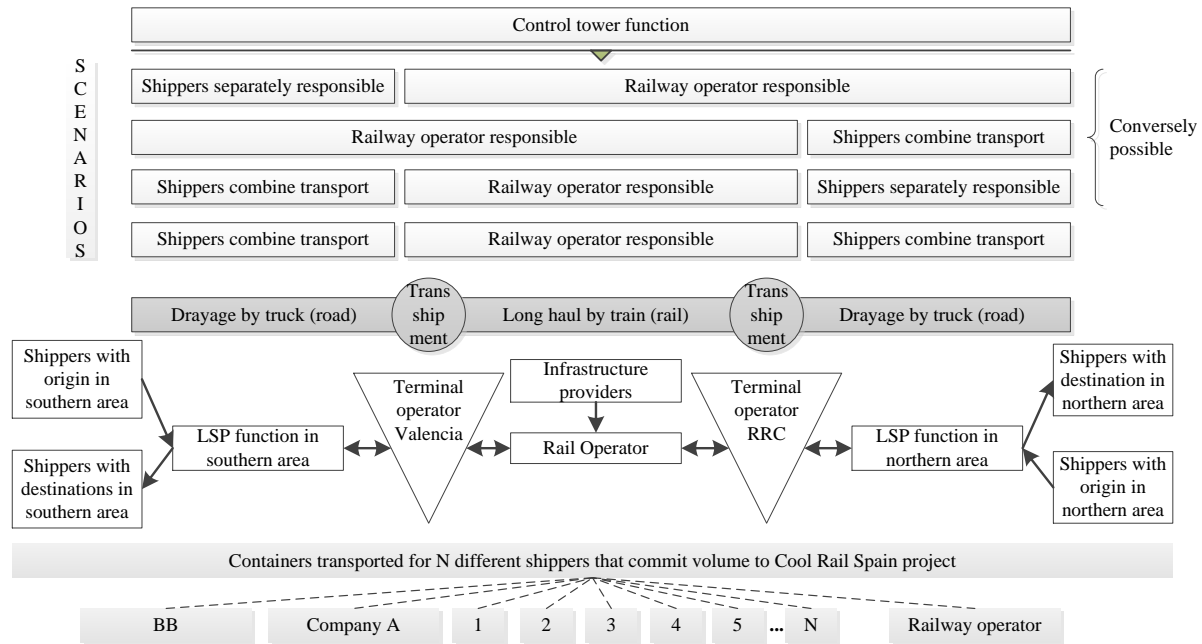 Control tower function
S
C
E
N
A
R
I
O
S
Shippers separately responsible
Railway operator responsible
Railway operator responsible
Shippers combine transport
Shippers combine transport
Railway operator responsible
Shippers separately responsible
Shippers combine transport
Railway operator responsible
Shippers combine transport
Conversely
possible
Drayage by truck (road)
Trans
ship
ment
Long haul by train (rail)
Trans
ship
ment
Drayage by truck (road)
Shippers with
origin in
southern area
Shippers with
destinations in
southern area
LSP function in
southern area
Terminal
operator
Valencia
Infrastructure
providers
Rail Operator
Terminal
operator
RRC
LSP function in
northern area
Shippers with
destination in
northern area
Shippers with
origin in
northern area
Containers transported for N different shippers that commit volume to Cool Rail Spain project
BB
Company A
1
2
3
4
5
...
N
Railway operator